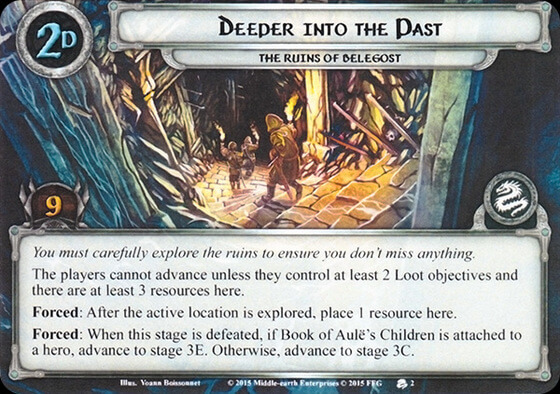 2D
DEEPER INTO THE PAST
THE RUINS OF BELEGOST
9
You must carefully explore the ruins to ensure you don't miss anything.
The players cannot advance unless they control at least 2 Loot objectives and
there are at least 3 resources here.
Forced: After the active location is explored, place 1 resource here.
Forced: When this stage is defeated, if Book of Aulë's Children is attached to
a hero, advance to stage 3E. Otherwise, advance to stage 3C.
Illus. Yoann Boissonnet © 2015 Middle-earth Enterprises © 2015 FFG 2